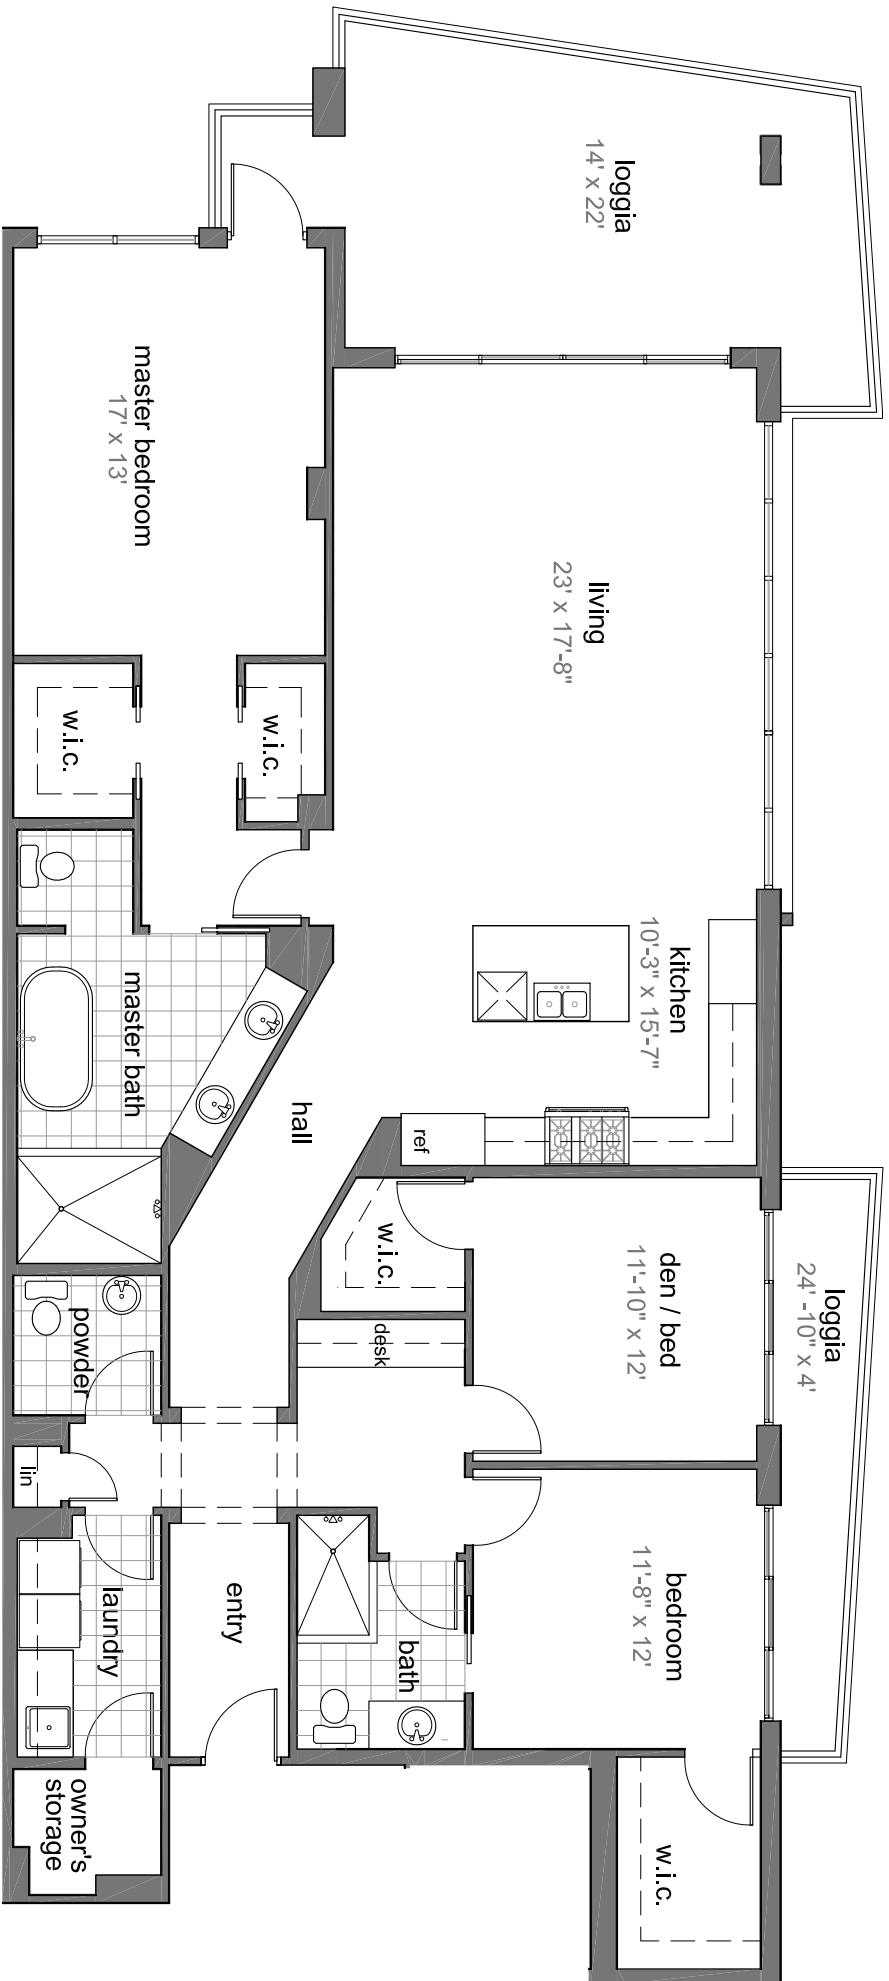 loggia
14' x 22'
master bedroom
17' x 13'
living
23' x 17'-8"
w.i.c.
w.i.c.
kitchen
10'-3" x 15'-7"
master bath
hall
ref
w.i.c.
den / bed
11'-10" x 12'
loggia
24' -10" x 4'
powder
desk
lin
entry
laundry
bath
bedroom
11'-8" x 12'
owner's
storage
w.i.c.